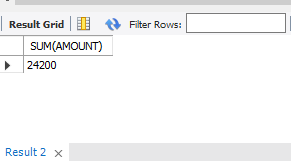 Result Grid Filter Rows:
SUM(AMOUNT)
24200
Result 2